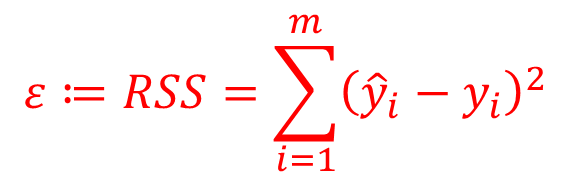 ε ≔ RSS = ∑_{i=1}^{m} (ŷ_i − y_i)²